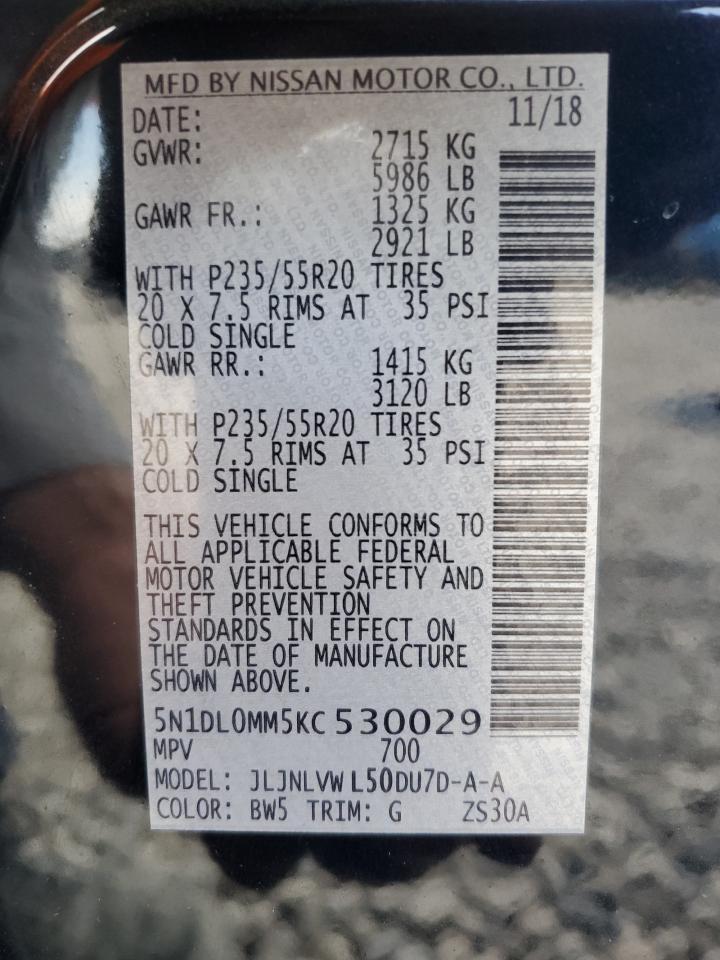 MFD BY NISSAN MOTOR CO., LTD.
DATE: 11/18
GVWR: 2715 KG
5986 LB
GAWR FR.: 1325 KG
2921 LB
WITH P235/55R20 TIRES
20 X 7.5 RIMS AT 35 PSI
COLD SINGLE
GAWR RR.: 1415 KG
3120 LB
WITH P235/55R20 TIRES
20 X 7.5 RIMS AT 35 PSI
COLD SINGLE
THIS VEHICLE CONFORMS TO
ALL APPLICABLE FEDERAL
MOTOR VEHICLE SAFETY AND
THEFT PREVENTION
STANDARDS IN EFFECT ON
THE DATE OF MANUFACTURE
SHOWN ABOVE.
5N1DL0MM5KC 530029
MPV 700
MODEL: JLJNLVW L50DU7D-A-A
COLOR: BW5 TRIM: G ZS30A